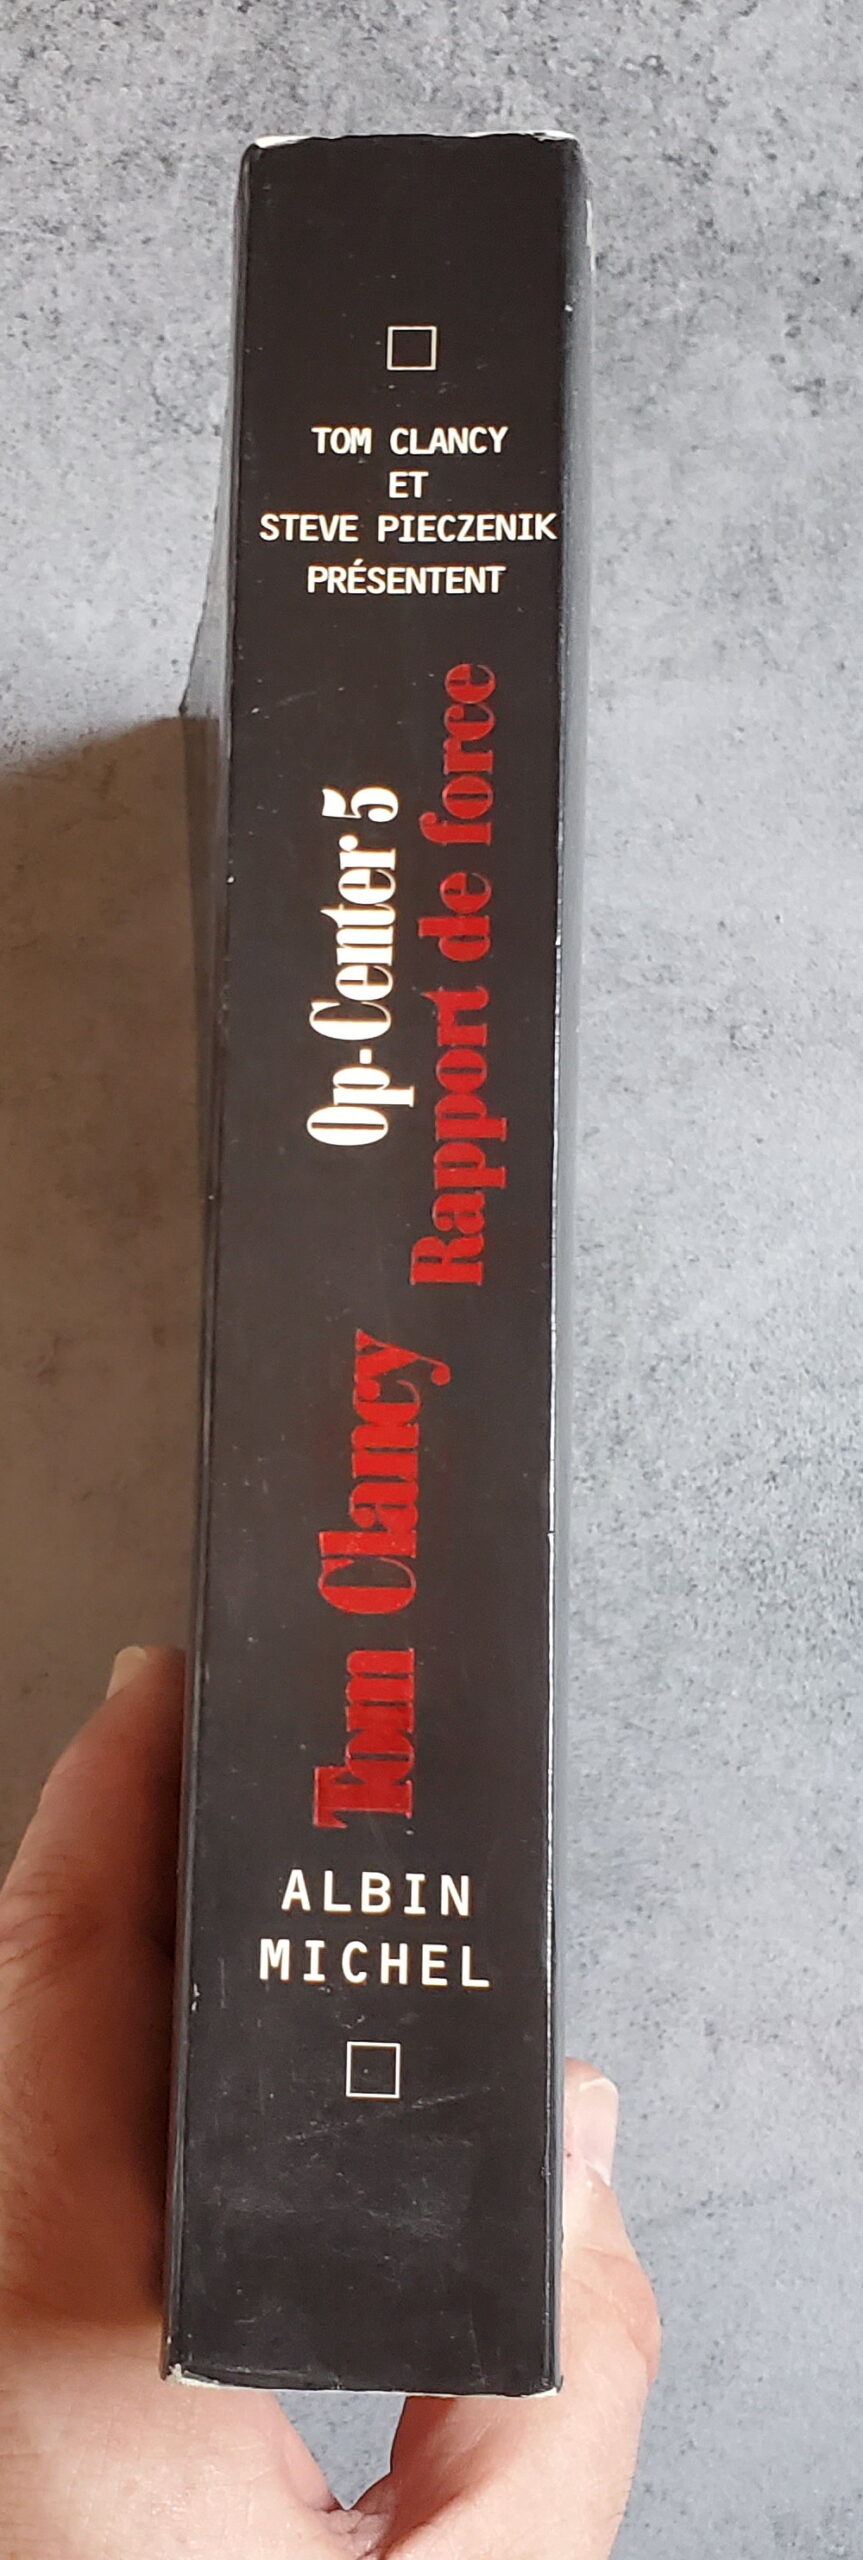 TOM CLANCY
ET
STEVE PIECZENIK
PRÉSENTENT
Op-Center 5
Rapport de force
Tom Clancy
ALBIN
MICHEL